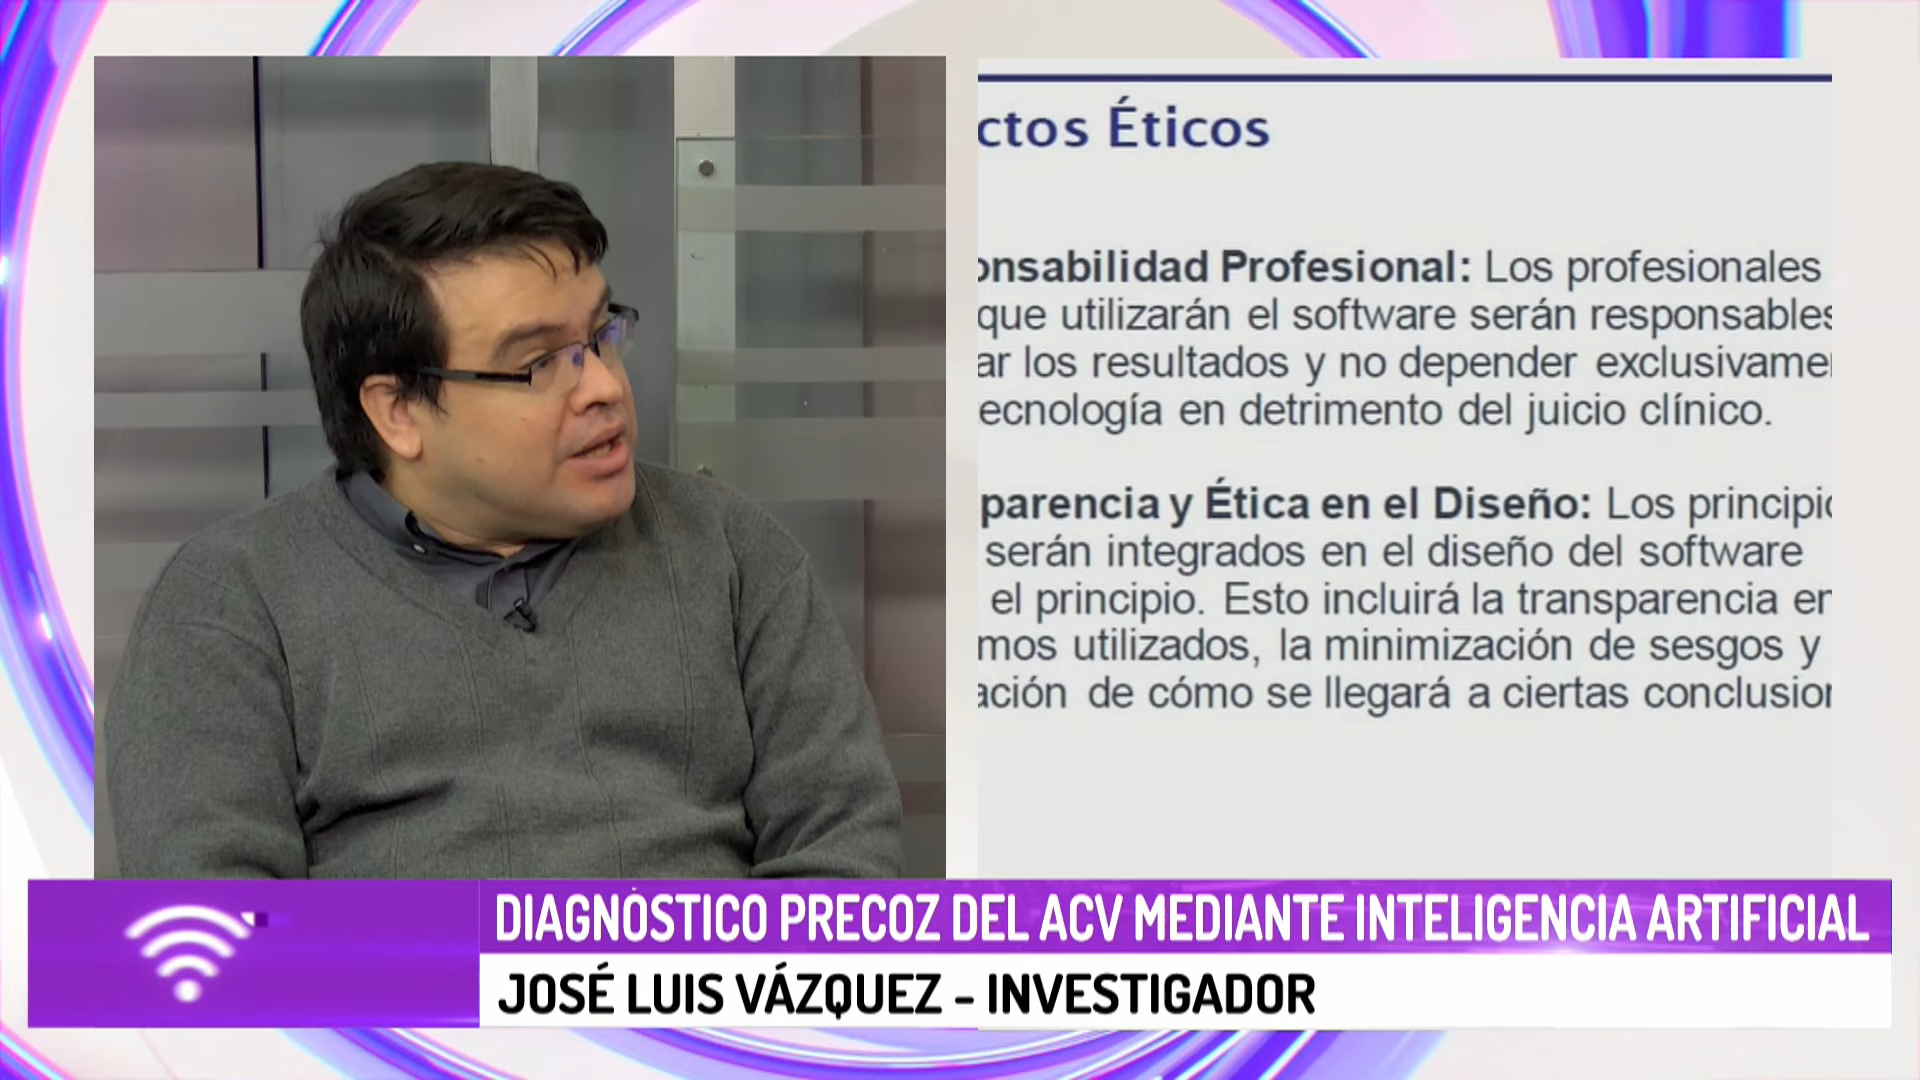 ctos Éticos
onsabilidad Profesional: Los profesionales
que utilizarán el software serán responsables
ar los resultados y no depender exclusivame
ecnología en detrimento del juicio clínico.
parencia y Ética en el Diseño: Los principio
serán integrados en el diseño del software
el principio. Esto incluirá la transparencia en
mos utilizados, la minimización de sesgos y
ación de cómo se llegará a ciertas conclusion
DIAGNÓSTICO PRECOZ DEL ACV MEDIANTE INTELIGENCIA ARTIFICIAL
JOSÉ LUIS VÁZQUEZ - INVESTIGADOR